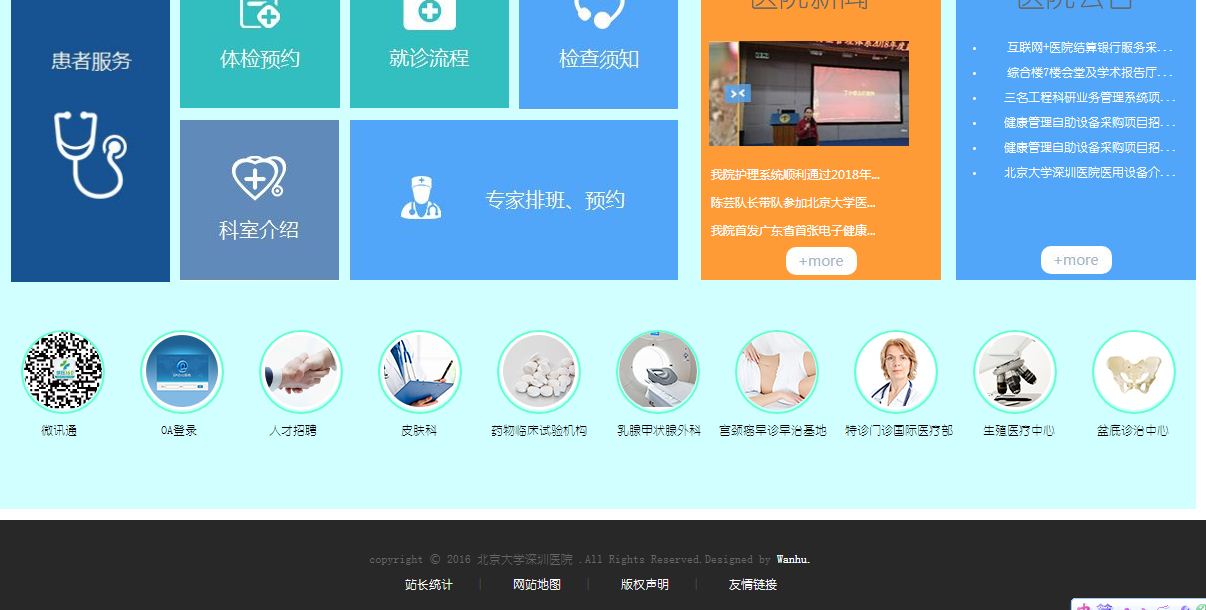 医院新闻
医院公告
患者服务
体检预约
就诊流程
检查须知
科室介绍
专家排班、预约
我院护理系统顺利通过2018年...
陈芸队长带队参加北京大学医...
我院首发广东省首张电子健康...
+more
互联网+医院结算银行服务采...
综合楼7楼会堂及学术报告厅...
三名工程科研业务管理系统项...
健康管理自助设备采购项目招...
健康管理自助设备采购项目招...
北京大学深圳医院医用设备介...
+more
微讯通
OA登录
人才招聘
皮肤科
药物临床试验机构
乳腺甲状腺外科
宫颈癌早诊早治基地
特诊门诊国际医疗部
生殖医疗中心
盆底诊治中心
copyright © 2016 北京大学深圳医院 .All Rights Reserved.Designed by Wanhu.
站长统计 | 网站地图 | 版权声明 | 友情链接